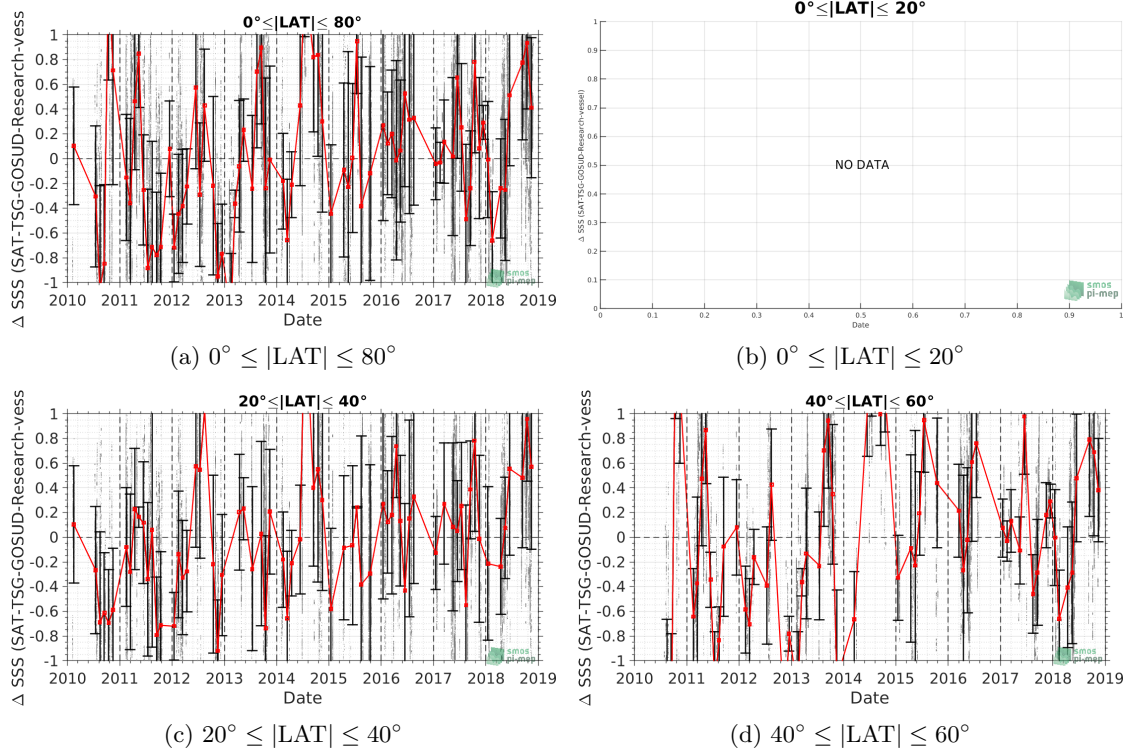 0°≤|LAT|≤ 80°
Δ SSS (SAT-TSG-GOSUD-Research-vess
1
0.8
0.6
0.4
0.2
0
-0.2
-0.4
-0.6
-0.8
-1
2010 2011 2012 2013 2014 2015 2016 2017 2018 2019
Date
smos
pi-mep
(a) 0° ≤ |LAT| ≤ 80°
0°≤|LAT|≤ 20°
Δ SSS (SAT-TSG-GOSUD-Research-vessel)
1
0.9
0.8
0.7
0.6
0.5
0.4
0.3
0.2
0.1
0
NO DATA
smos
pi-mep
0 0.1 0.2 0.3 0.4 0.5 0.6 0.7 0.8 0.9 1
Date
(b) 0° ≤ |LAT| ≤ 20°
20°≤|LAT|≤ 40°
Δ SSS (SAT-TSG-GOSUD-Research-vess
1
0.8
0.6
0.4
0.2
0
-0.2
-0.4
-0.6
-0.8
-1
2010 2011 2012 2013 2014 2015 2016 2017 2018 2019
Date
smos
pi-mep
(c) 20° ≤ |LAT| ≤ 40°
40°≤|LAT|≤ 60°
Δ SSS (SAT-TSG-GOSUD-Research-vess
1
0.8
0.6
0.4
0.2
0
-0.2
-0.4
-0.6
-0.8
-1
2010 2011 2012 2013 2014 2015 2016 2017 2018 2019
Date
smos
pi-mep
(d) 40° ≤ |LAT| ≤ 60°